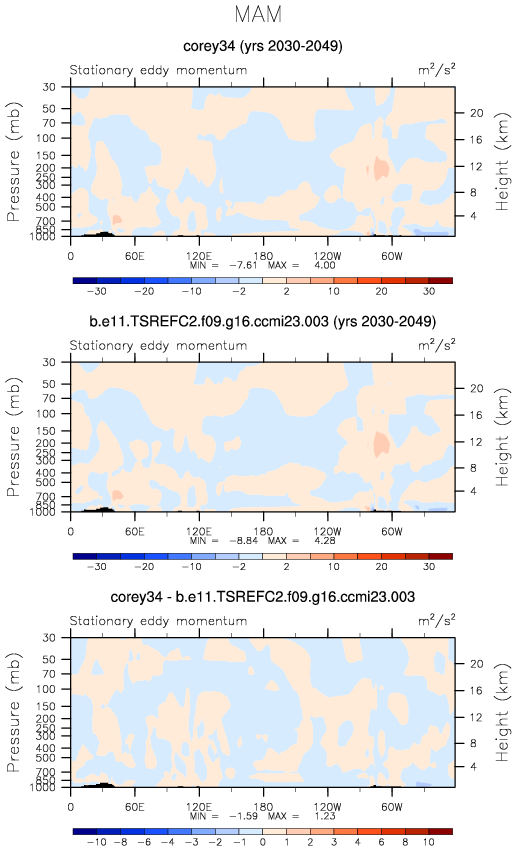 MAM
corey34 (yrs 2030-2049)
Stationary eddy momentum m²/s²
Pressure (mb)
30
50
70
100
150
200
250
300
400
500
700
850
1000
Height (km)
20
16
12
8
4
0 60E 120E 180 120W 60W
MIN = -7.61 MAX = 4.00
-30 -20 -10 -2 2 10 20 30
b.e11.TSREFC2.f09.g16.ccmi23.003 (yrs 2030-2049)
Stationary eddy momentum m²/s²
Pressure (mb)
30
50
70
100
150
200
250
300
400
500
700
850
1000
Height (km)
20
16
12
8
4
0 60E 120E 180 120W 60W
MIN = -8.84 MAX = 4.28
-30 -20 -10 -2 2 10 20 30
corey34 - b.e11.TSREFC2.f09.g16.ccmi23.003
Stationary eddy momentum m²/s²
Pressure (mb)
30
50
70
100
150
200
250
300
400
500
700
850
1000
Height (km)
20
16
12
8
4
0 60E 120E 180 120W 60W
MIN = -1.59 MAX = 1.23
-10 -8 -6 -4 -3 -2 -1 0 1 2 3 4 6 8 10